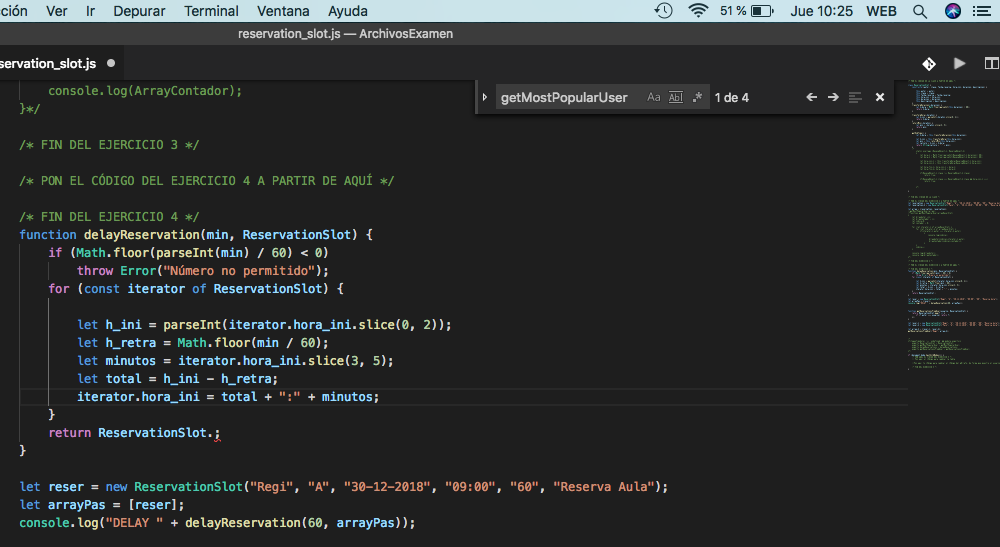 ción Ver Ir Depurar Terminal Ventana Ayuda 51 % Jue 10:25 WEB
reservation_slot.js — ArchivosExamen
servation_slot.js
getMostPopularUser Aa Abl .* 1 de 4
console.log(ArrayContador);
}*/
/* FIN DEL EJERCICIO 3 */
/* PON EL CÓDIGO DEL EJERCICIO 4 A PARTIR DE AQUÍ */
/* FIN DEL EJERCICIO 4 */
function delayReservation(min, ReservationSlot) {
if (Math.floor(parseInt(min) / 60) < 0)
throw Error("Número no permitido");
for (const iterator of ReservationSlot) {
let h_ini = parseInt(iterator.hora_ini.slice(0, 2));
let h_retra = Math.floor(min / 60);
let minutos = iterator.hora_ini.slice(3, 5);
let total = h_ini - h_retra;
iterator.hora_ini = total + ":" + minutos;
}
return ReservationSlot.;
}
let reser = new ReservationSlot("Regi", "A", "30-12-2018", "09:00", "60", "Reserva Aula");
let arrayPas = [reser];
console.log("DELAY " + delayReservation(60, arrayPas));